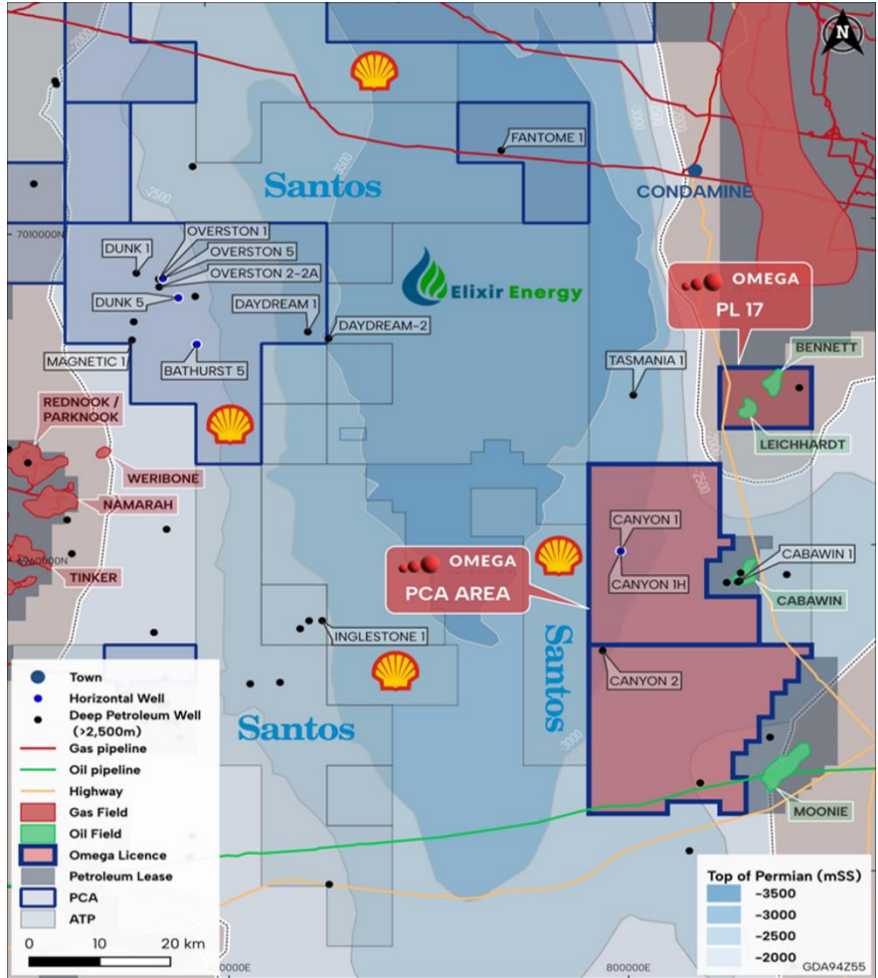 N
-2000
-3500
-3000
-2500
FANTOME 1
Santos
CONDAMINE
-2500
7010000N
OVERSTON 1
DUNK 1
OVERSTON 5
OVERSTON 2-2A
DUNK 5
DAYDREAM 1
DAYDREAM-2
Elixir Energy
OMEGA
PL 17
MAGNETIC 1
BATHURST 5
TASMANIA 1
BENNETT
LEICHHARDT
REDNOOK /
PARKNOOK
WERIBONE
NAMARAH
-2500
CANYON 1
CANYON 1H
CABAWIN 1
CABAWIN
6960000N
TINKER
OMEGA
PCA AREA
INGLESTONE 1
Santos
CANYON 2
Santos
-3000
MOONIE
Town
Horizontal Well
Deep Petroleum Well
(>2,500m)
Gas pipeline
Oil pipeline
Highway
Gas Field
Oil Field
Omega Licence
Petroleum Lease
PCA
ATP
0 10 20 km
Top of Permian (mSS)
-3500
-3000
-2500
-2000
GDA94Z55
800000E